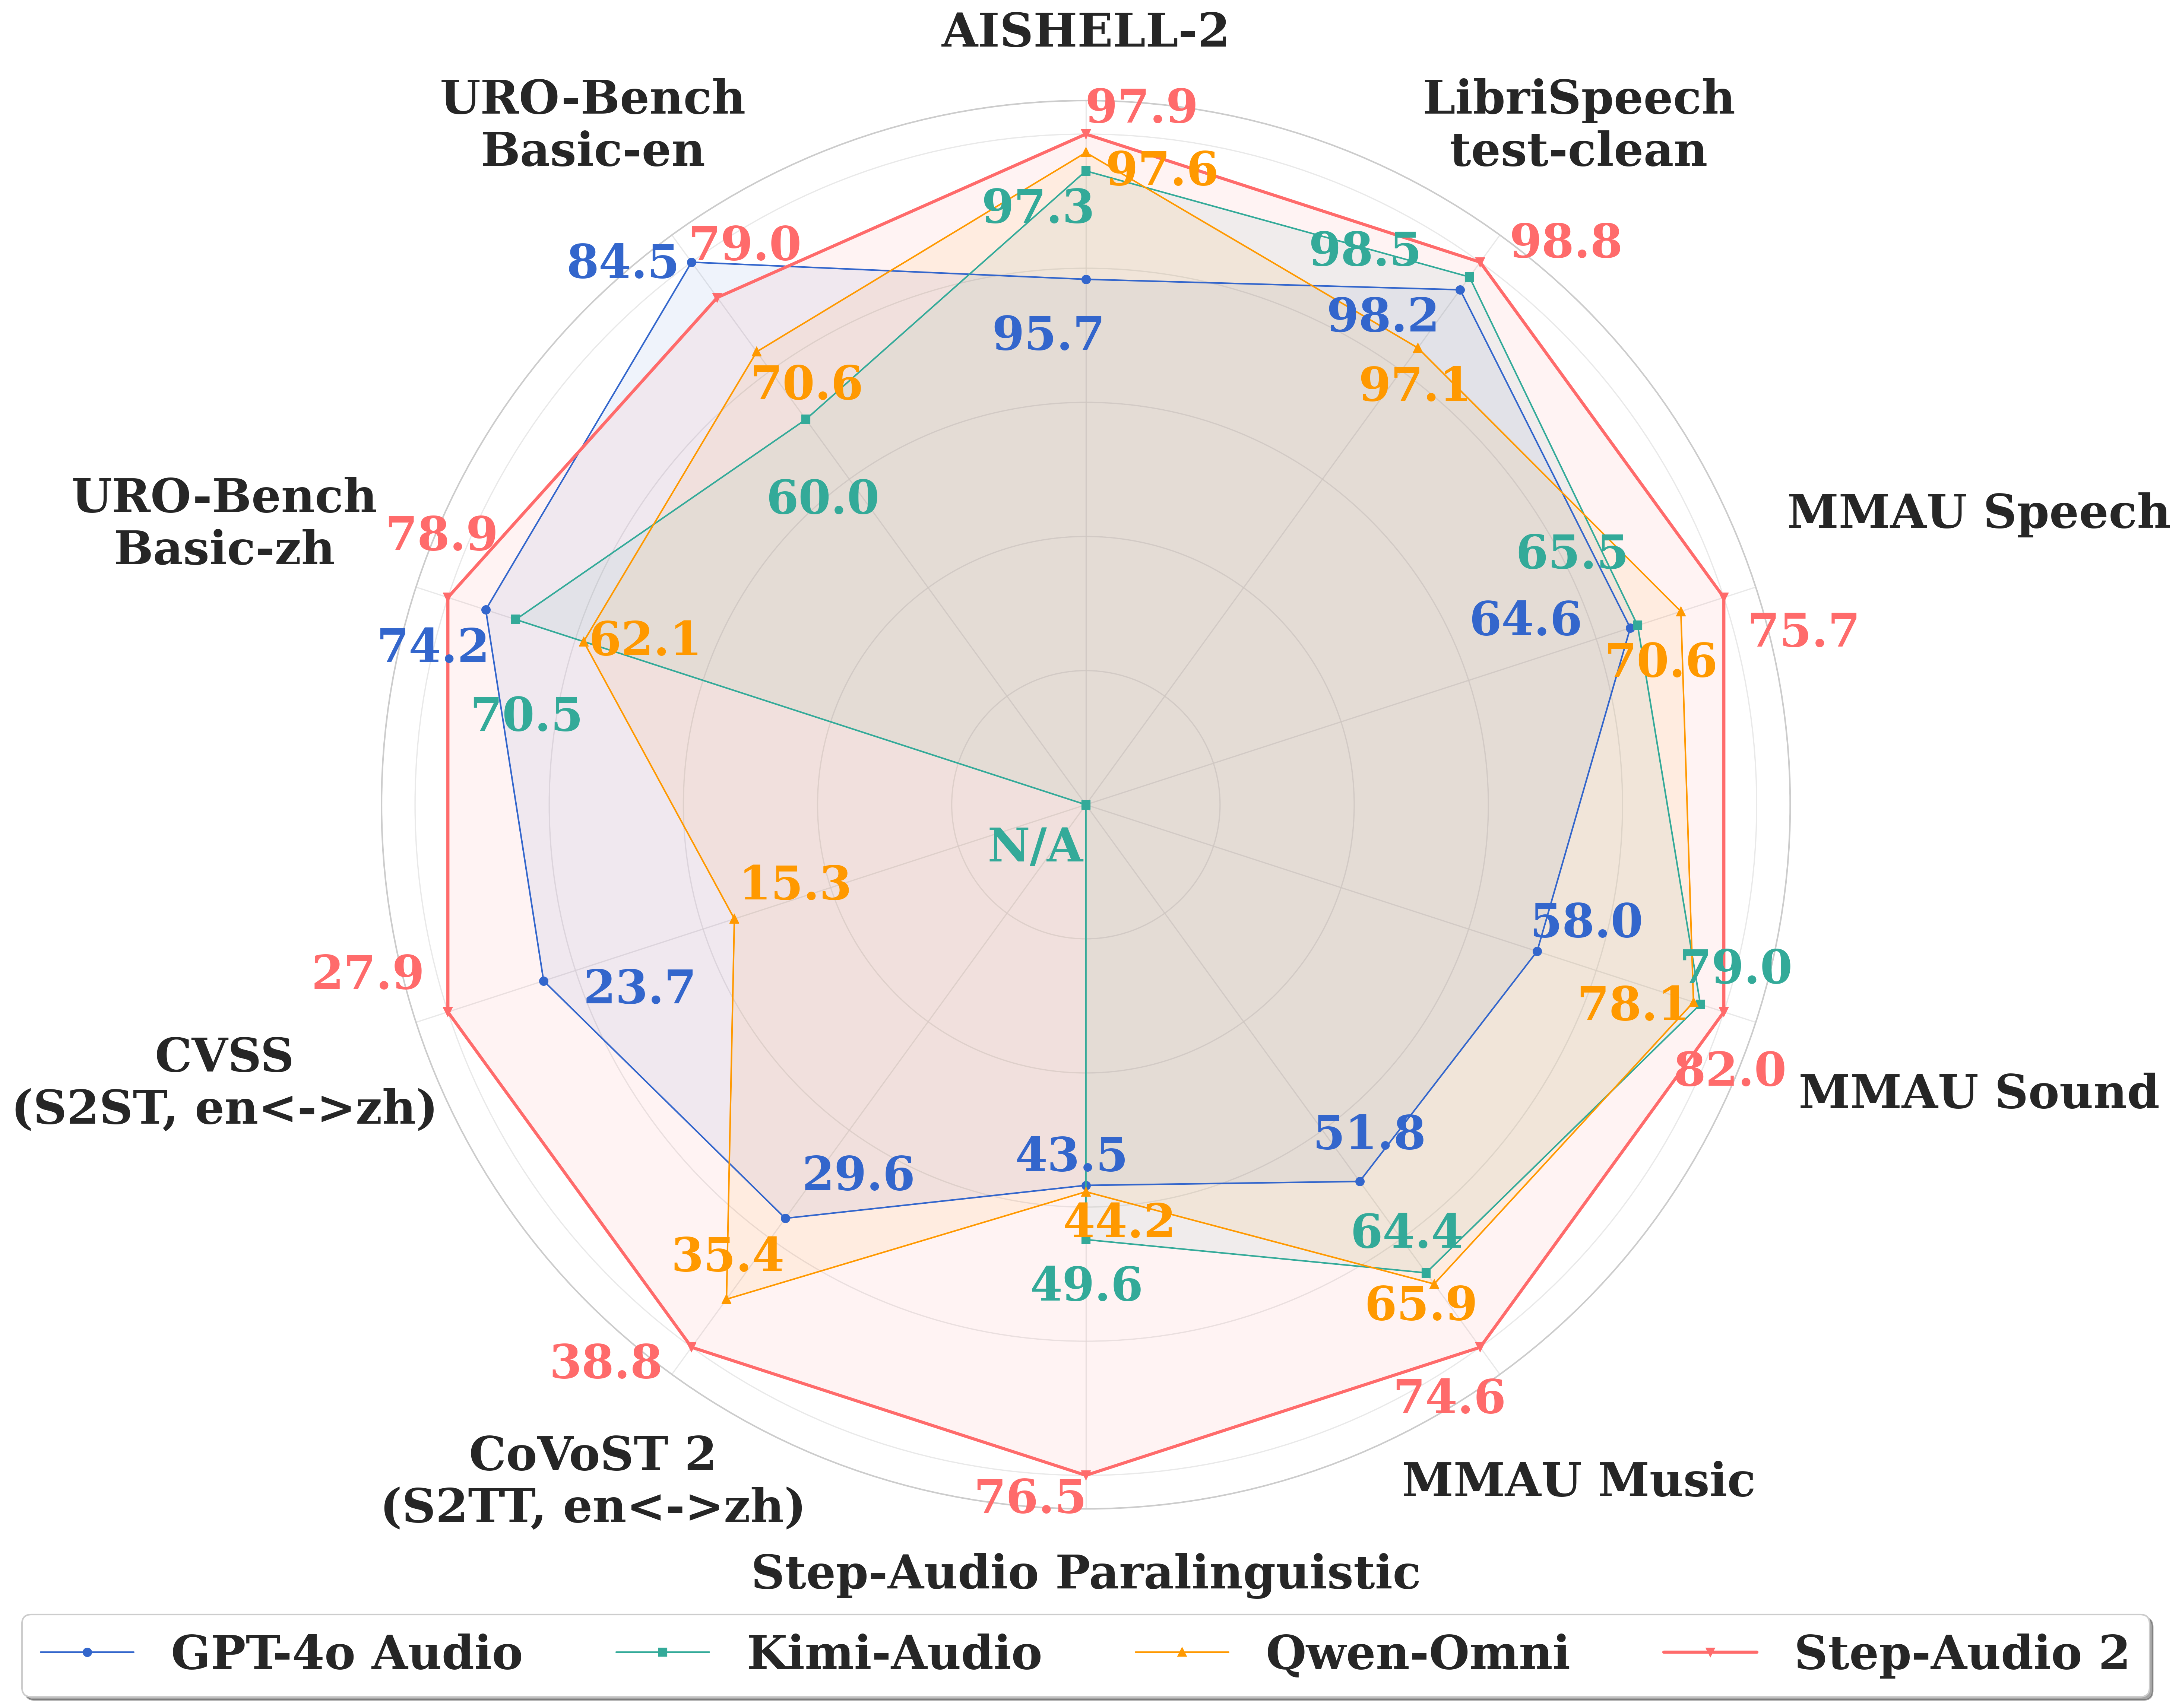 AISHELL-2
URO-Bench
Basic-en
LibriSpeech
test-clean
97.9
97.6
97.3
95.7
98.8
98.5
98.2
97.1
84.5
79.0
70.6
60.0
URO-Bench
Basic-zh
78.9
74.2
70.5
62.1
MMAU Speech
65.5
64.6
70.6
75.7
N/A
15.3
23.7
27.9
CVSS
(S2ST, en<->zh)
58.0
79.0
78.1
82.0
MMAU Sound
51.8
64.4
65.9
74.6
MMAU Music
43.5
44.2
49.6
76.5
29.6
35.4
38.8
CoVoST 2
(S2TT, en<->zh)
Step-Audio Paralinguistic
GPT-4o Audio
Kimi-Audio
Qwen-Omni
Step-Audio 2